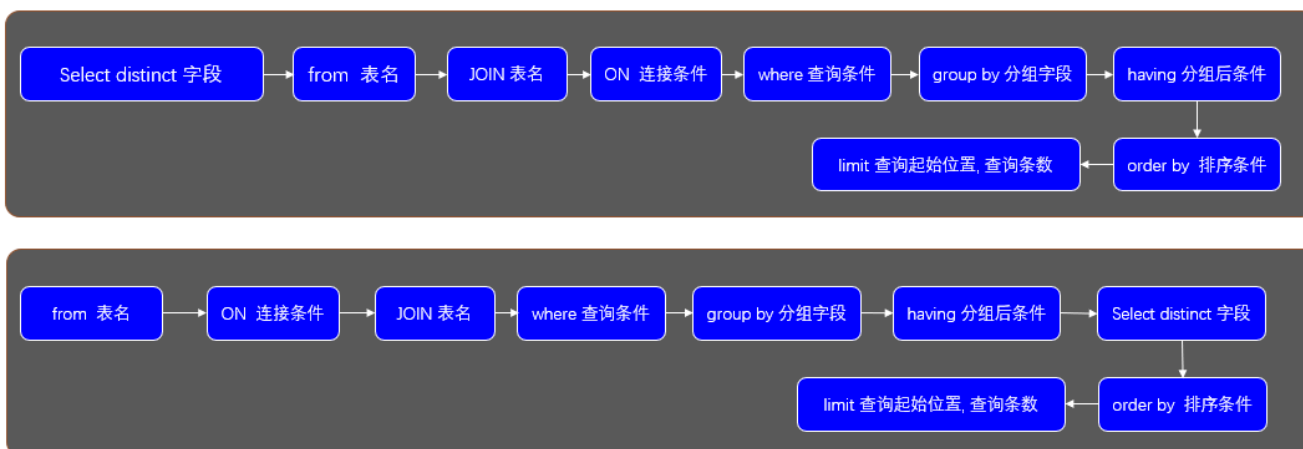 Select distinct 字段
from 表名
JOIN 表名
ON 连接条件
where 查询条件
group by 分组字段
having 分组后条件
order by 排序条件
limit 查询起始位置, 查询条数
from 表名
ON 连接条件
JOIN 表名
where 查询条件
group by 分组字段
having 分组后条件
Select distinct 字段
order by 排序条件
limit 查询起始位置, 查询条数